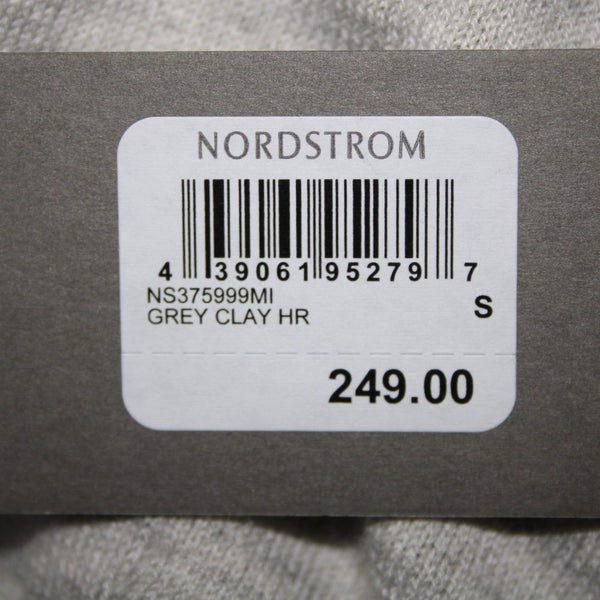 NORDSTROM
4 39061 95279 7
NS375999MI
GREY CLAY HR
S
249.00